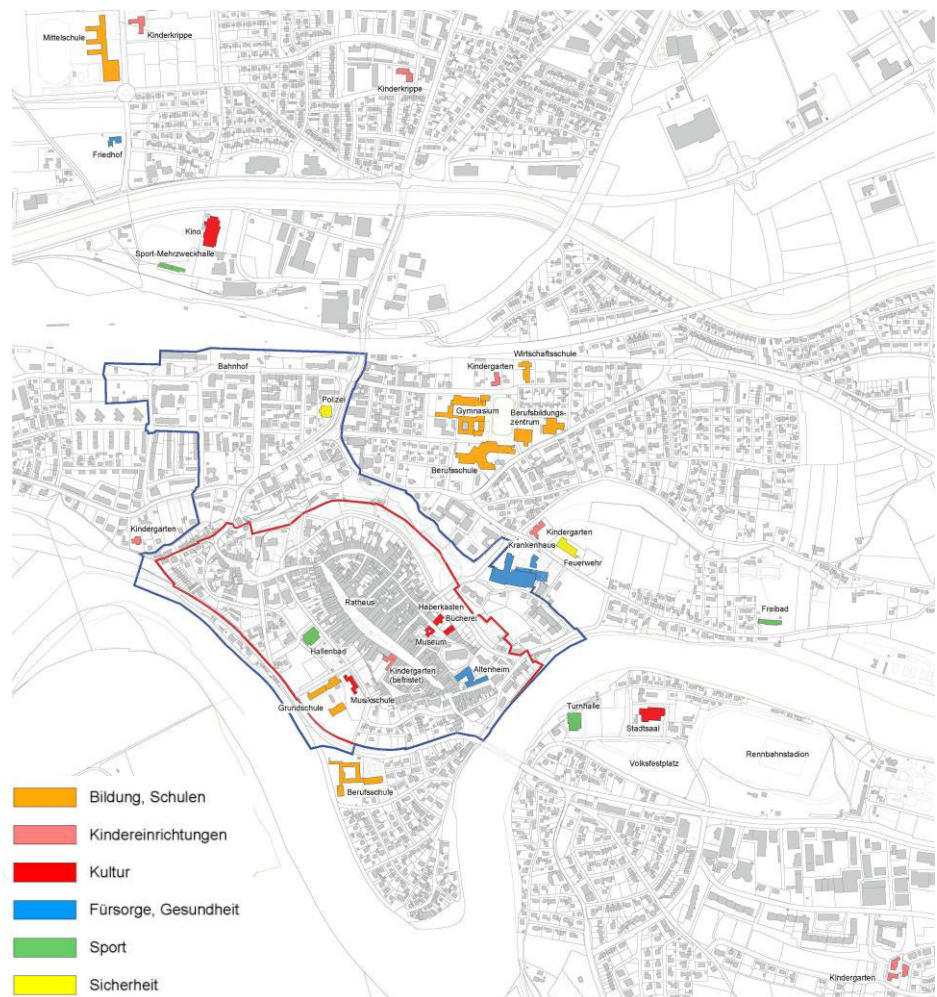 Mittelschule
Kinderkrippe
Kinderkrippe
Friedhof
Kino
Sport-Mehrzweckhalle
Bahnhof
Wirtschaftsschule
Kindergarten
Polizei
Gymnasium
Berufsbildungs-
zentrum
Berufsschule
Kindergarten
Kindergarten
Krankenhaus
Feuerwehr
Rathaus
Haberkasten
Bücherei
Freibad
Museum
Hallenbad
Kindergarten
(befristet)
Altenheim
Musikschule
Grundschule
Turnhalle
Stadtsaal
Rennbahnstadion
Volksfestplatz
Berufsschule
Bildung, Schulen
Kindereinrichtungen
Kultur
Fürsorge, Gesundheit
Sport
Sicherheit
Kindergarten